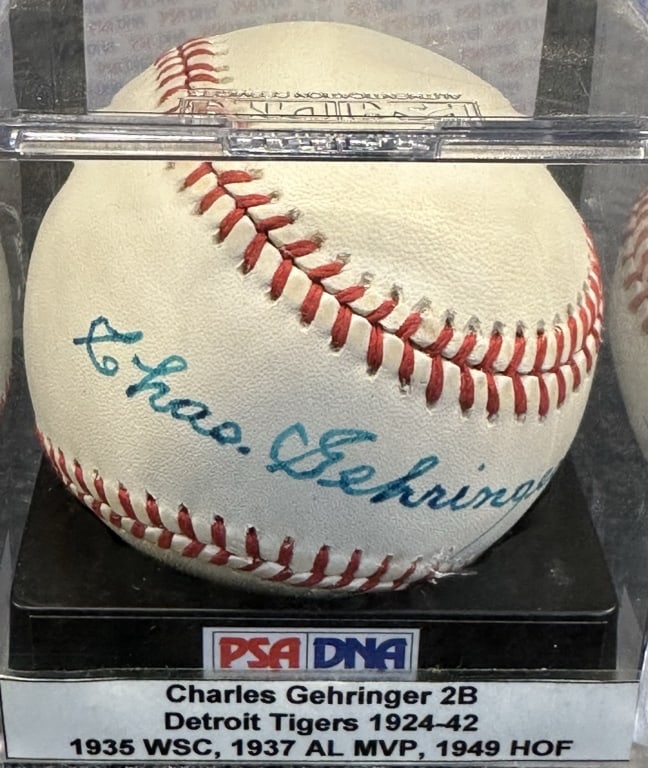 Chas. Gehringer
PSA DNA
Charles Gehringer 2B
Detroit Tigers 1924-42
1935 WSC, 1937 AL MVP, 1949 HOF